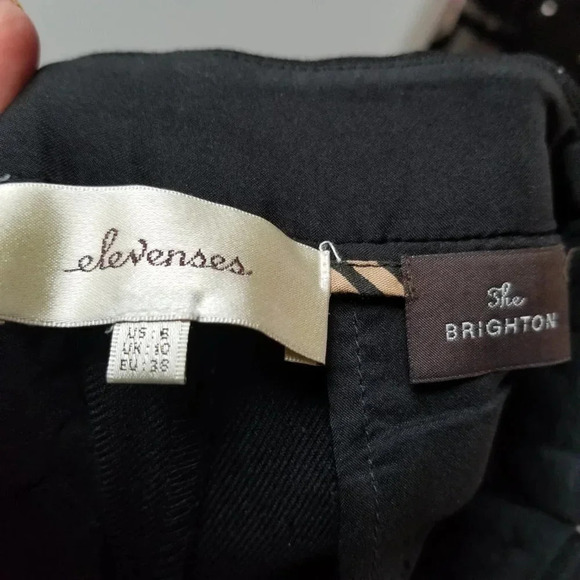 elevenses
US: 6
UK: 10
EU: 38
The
BRIGHTON